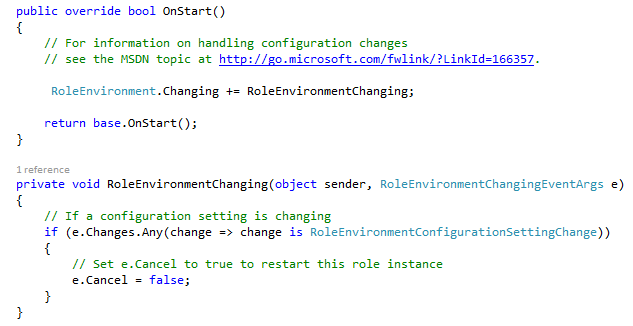 public override bool OnStart()
{
// For information on handling configuration changes
// see the MSDN topic at http://go.microsoft.com/fwlink/?LinkId=166357.
RoleEnvironment.Changing += RoleEnvironmentChanging;
return base.OnStart();
}
1 reference
private void RoleEnvironmentChanging(object sender, RoleEnvironmentChangingEventArgs e)
{
// If a configuration setting is changing
if (e.Changes.Any(change => change is RoleEnvironmentConfigurationSettingChange))
{
// Set e.Cancel to true to restart this role instance
e.Cancel = false;
}
}